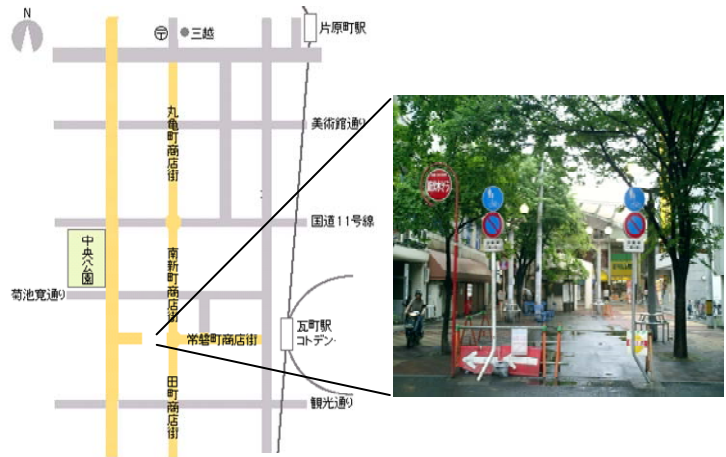 N
〒
三越
片原町駅
丸亀町商店街
美術館通り
国道11号線
中央公園
南新町商店街
菊池寛通り
瓦町駅
コトデン
常磐町商店街
田町商店街
観光通り